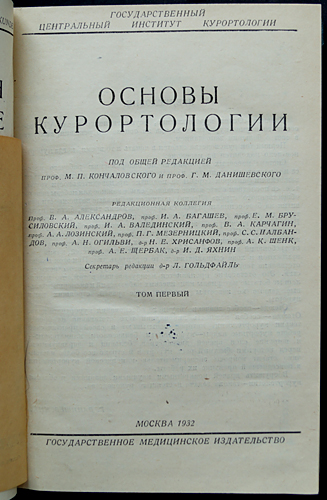 ГОСУДАРСТВЕННЫЙ
ЦЕНТРАЛЬНЫЙ ИНСТИТУТ КУРОРТОЛОГИИ
ОСНОВЫ
КУРОРТОЛОГИИ
ПОД ОБЩЕЙ РЕДАКЦИЕЙ
ПРОФ. М. П. КОНЧАЛОВСКОГО и ПРОФ. Г. М. ДАНИШЕВСКОГО
РЕДАКЦИОННАЯ КОЛЛЕГИЯ
Проф. В. А. АЛЕКСАНДРОВ, проф. И. А. БАГАШЕВ, проф. Е. М. БРУ-
СИЛОВСКИЙ, проф. И. А. ВАЛЕДИНСКИЙ, проф. В. А. КАРЧАГИН,
проф. А. А. ЛОЗИНСКИЙ, проф. П. Г. МЕЗЕРНИЦКИЙ, проф. С. С. НАЛБАН-
ДОВ, проф. А. Н. ОГИЛЬВИ, д-р Н. Е. ХРИСАНФОВ, проф. А. К. ШЕНК,
проф. А. Е. ЩЕРБАК, д-р И. Д. ЯХНИН
Секретарь редакции д-р Л. ГОЛЬДФАЙЛЬ
ТОМ ПЕРВЫЙ
МОСКВА 1932
ГОСУДАРСТВЕННОЕ МЕДИЦИНСКОЕ ИЗДАТЕЛЬСТВО